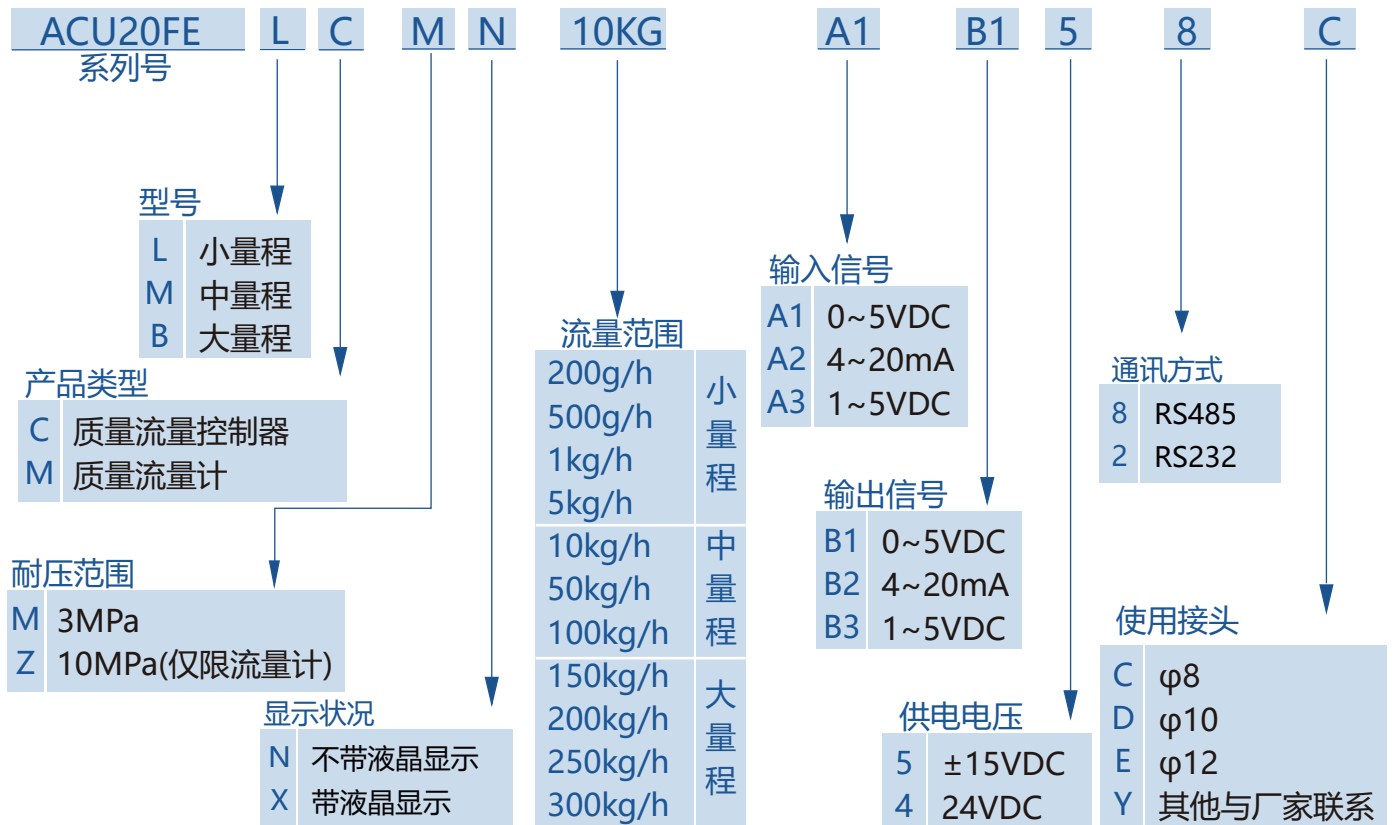 ACU20FE L C M N 10KG A1 B1 5 8 C
系列号
型号
L 小量程
M 中量程
B 大量程
产品类型
C 质量流量控制器
M 质量流量计
耐压范围
M 3MPa
Z 10MPa(仅限流量计)
显示状况
N 不带液晶显示
X 带液晶显示
流量范围
200g/h
500g/h
1kg/h
5kg/h
小量程
10kg/h
50kg/h
100kg/h
中量程
150kg/h
200kg/h
250kg/h
300kg/h
大量程
输入信号
A1 0~5VDC
A2 4~20mA
A3 1~5VDC
输出信号
B1 0~5VDC
B2 4~20mA
B3 1~5VDC
供电电压
5 ±15VDC
4 24VDC
通讯方式
8 RS485
2 RS232
使用接头
C φ8
D φ10
E φ12
Y 其他与厂家联系